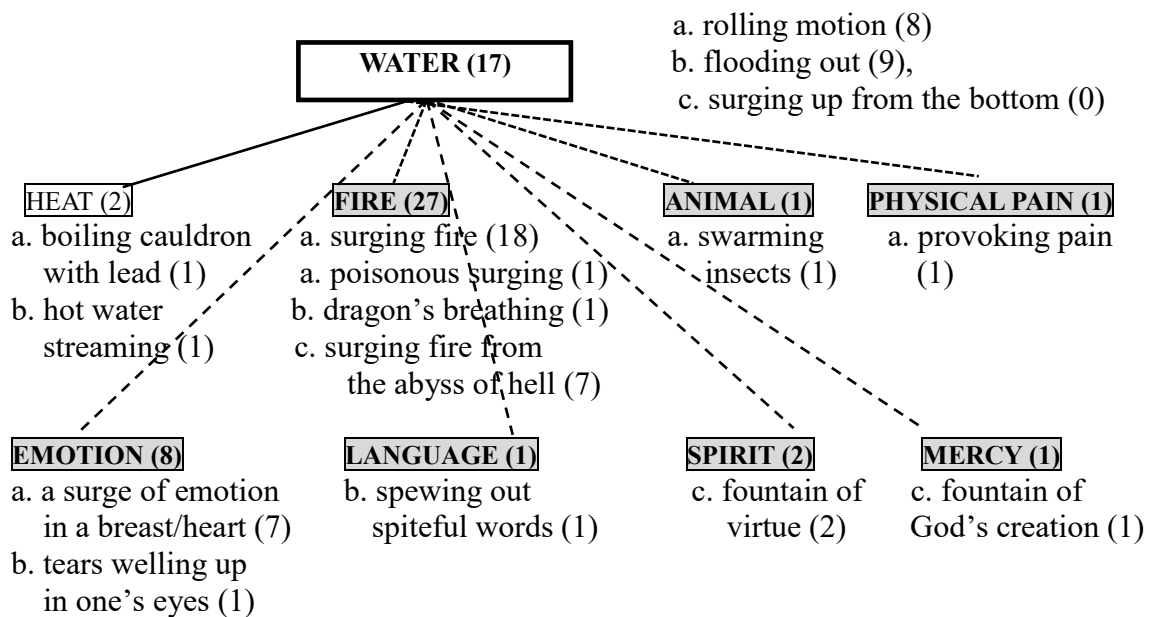 WATER (17)
a. rolling motion (8)
b. flooding out (9),
c. surging up from the bottom (0)
HEAT (2)
a. boiling cauldron
with lead (1)
b. hot water
streaming (1)
FIRE (27)
a. surging fire (18)
a. poisonous surging (1)
b. dragon’s breathing (1)
c. surging fire from
the abyss of hell (7)
ANIMAL (1)
a. swarming
insects (1)
PHYSICAL PAIN (1)
a. provoking pain
(1)
EMOTION (8)
a. a surge of emotion
in a breast/heart (7)
b. tears welling up
in one’s eyes (1)
LANGUAGE (1)
b. spewing out
spiteful words (1)
SPIRIT (2)
c. fountain of
virtue (2)
MERCY (1)
c. fountain of
God’s creation (1)